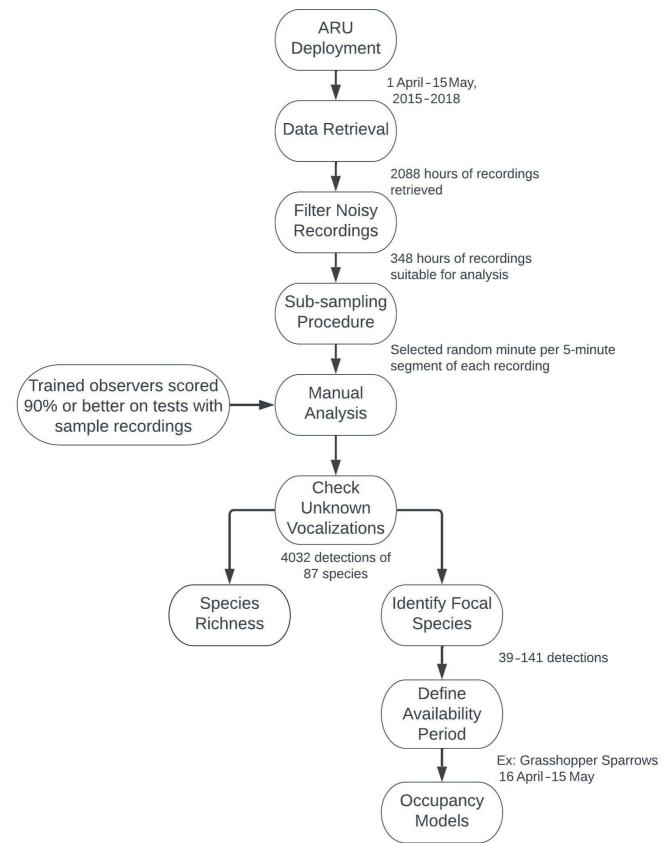 ARU
Deployment
1 April–15 May,
2015–2018
Data Retrieval
2088 hours of recordings
retrieved
Filter Noisy
Recordings
348 hours of recordings
suitable for analysis
Sub-sampling
Procedure
Selected random minute per 5-minute
segment of each recording
Trained observers scored
90% or better on tests with
sample recordings
Manual
Analysis
Check
Unknown
Vocalizations
4032 detections of
87 species
Species
Richness
Identify Focal
Species
39–141 detections
Define
Availability
Period
Ex: Grasshopper Sparrows
16 April–15 May
Occupancy
Models